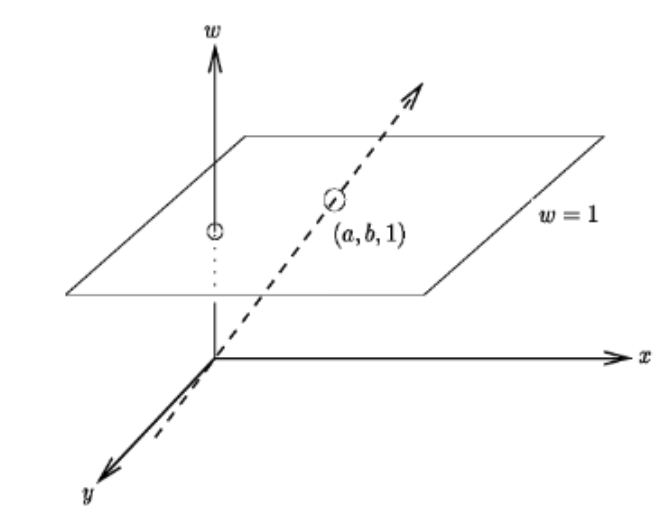 w
w = 1
(a, b, 1)
x
y